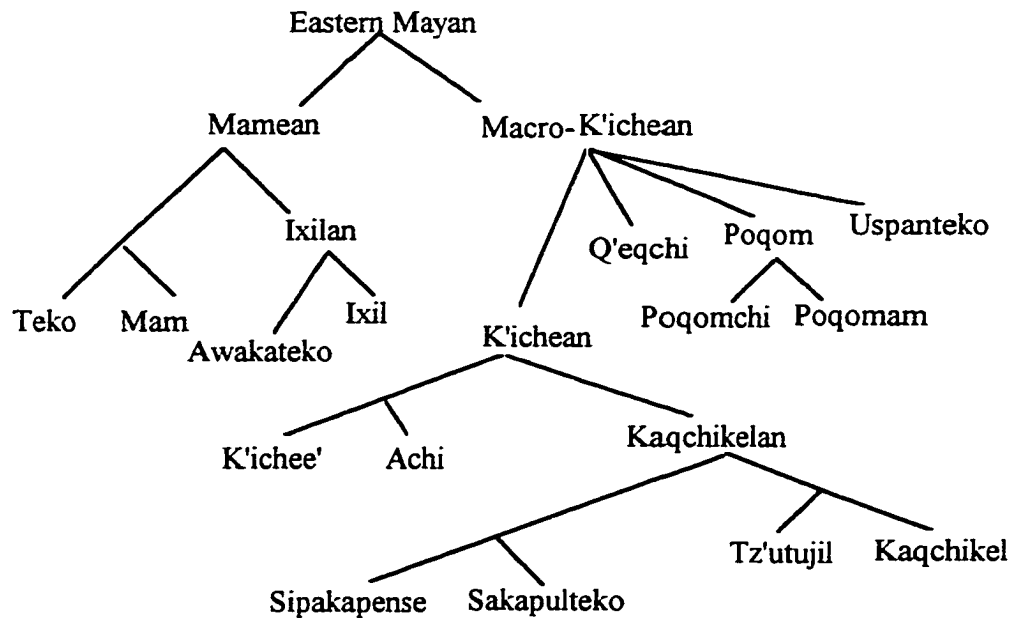 Eastern Mayan
Mamean
Macro-K'ichean
Ixilan
Q'eqchi
Poqom
Uspanteko
Teko
Mam
Awakateko
Ixil
K'ichean
Poqomchi
Poqomam
K'ichee'
Achi
Kaqchikelan
Tz'utujil
Kaqchikel
Sipakapense
Sakapulteko